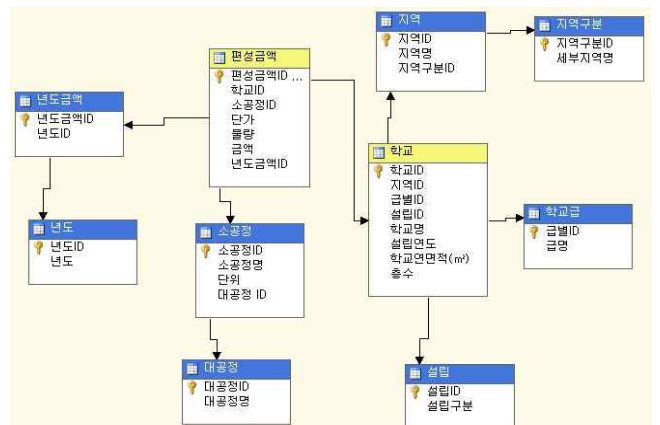 지역
지역ID
지역명
지역구분ID
지역구분
지역구분ID
세부지역명
편성금액
편성금액ID ...
학교ID
소공정ID
단가
물량
금액
년도금액ID
년도금액
년도금액ID
년도ID
학교
학교ID
지역ID
급별ID
설립ID
학교명
설립연도
학교연면적(㎡)
층수
학교급
급별ID
급명
년도
년도ID
년도
소공정
소공정ID
소공정명
단위
대공정 ID
대공정
대공정ID
대공정명
설립
설립ID
설립구분